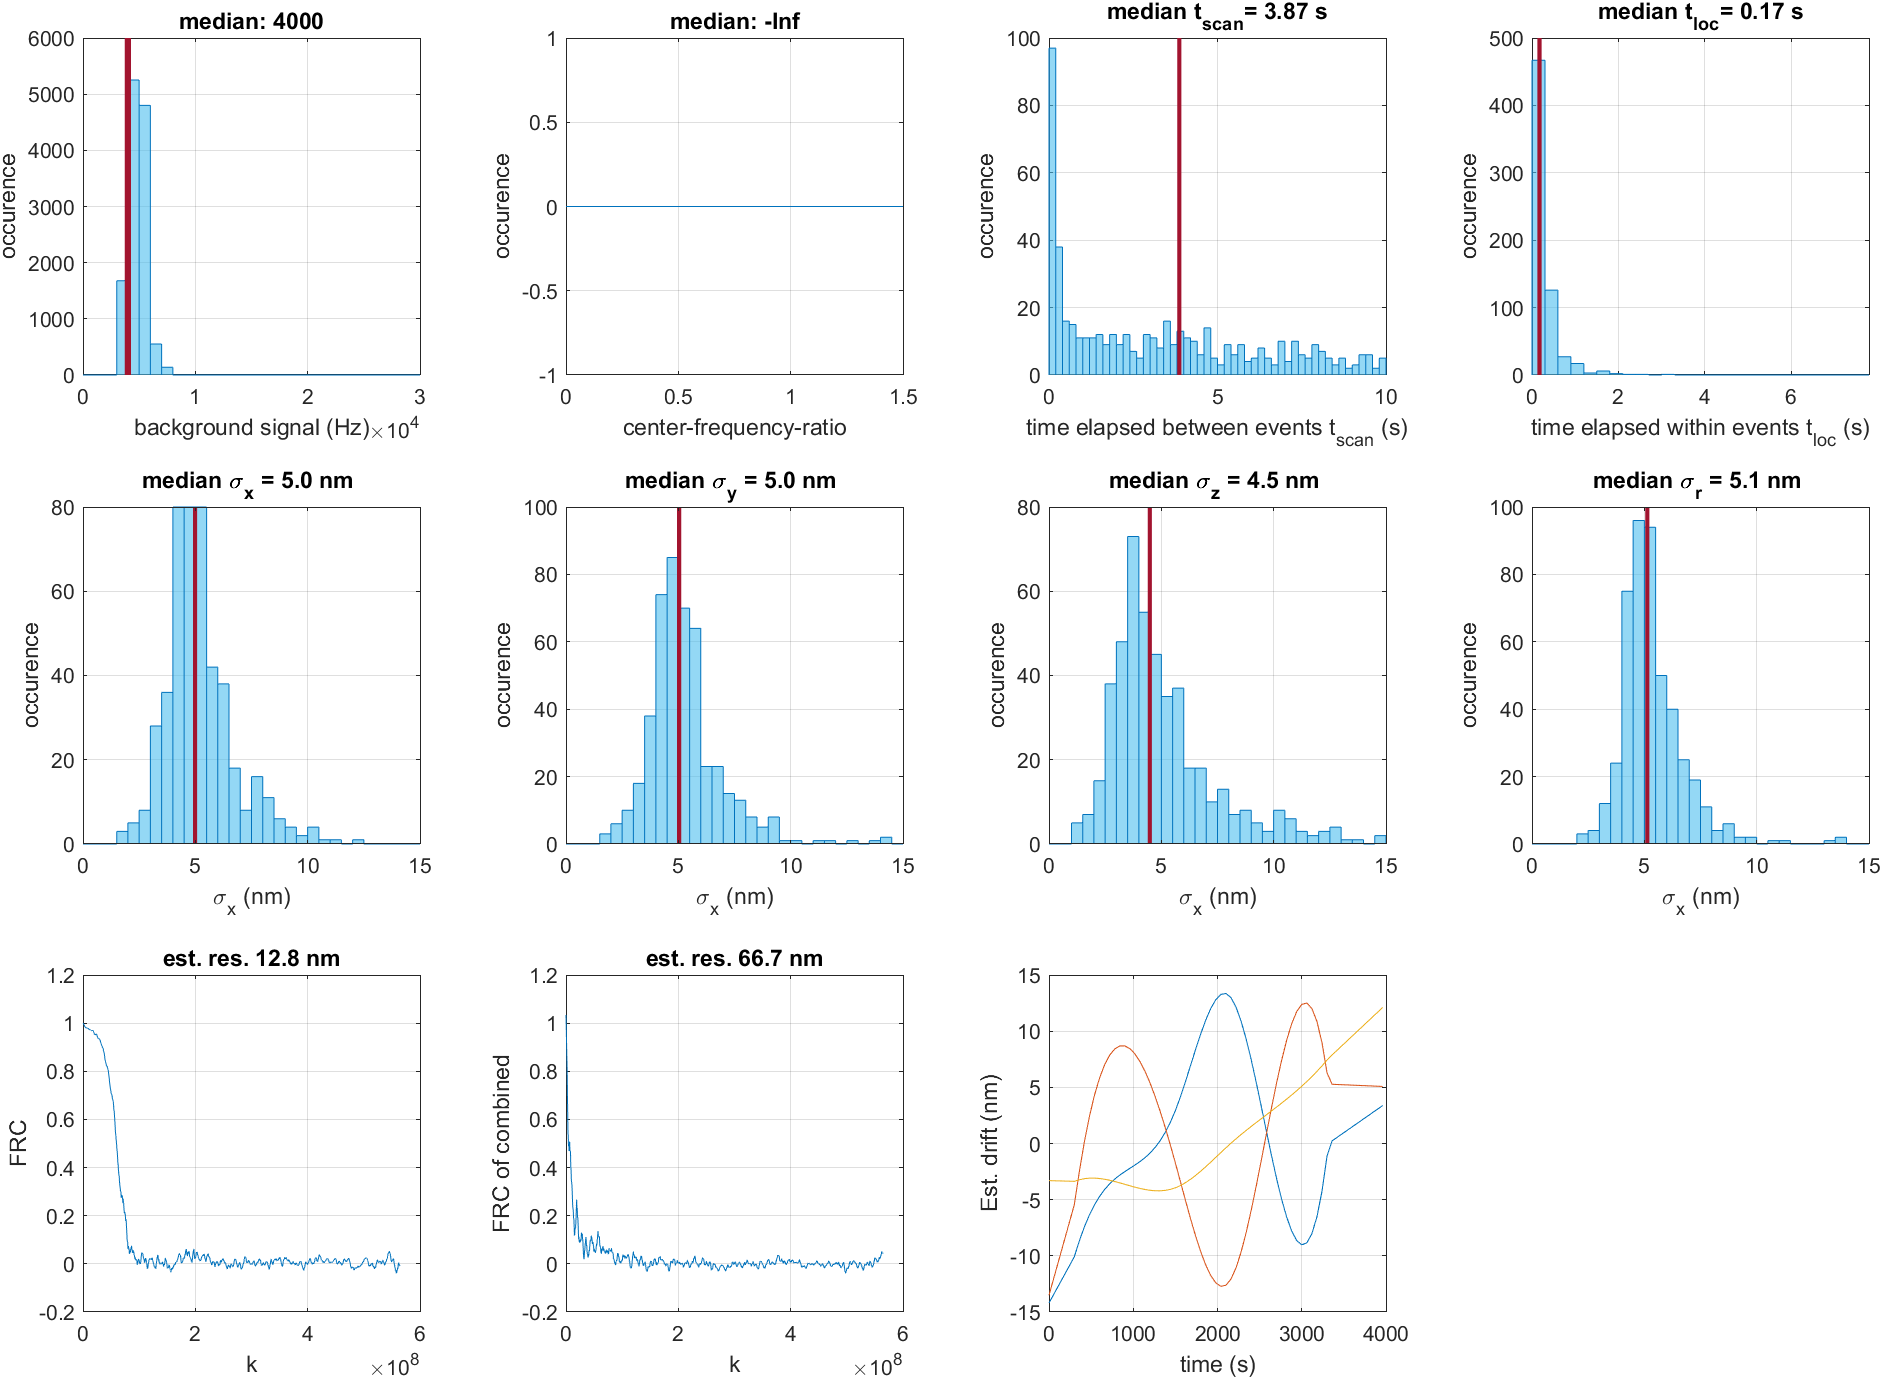 median: 4000
6000
5000
4000
3000
2000
1000
0
0 1 2 3
occurence
background signal (Hz) ×10^4
median: -Inf
1
0.5
0
-0.5
-1
0 0.5 1 1.5
occurence
center-frequency-ratio
median t_scan = 3.87 s
100
80
60
40
20
0
0 5 10
occurence
time elapsed between events t_scan (s)
median t_loc = 0.17 s
500
400
300
200
100
0
0 2 4 6
occurence
time elapsed within events t_loc (s)
median σ_x = 5.0 nm
80
60
40
20
0
0 5 10 15
occurence
σ_x (nm)
median σ_y = 5.0 nm
100
80
60
40
20
0
0 5 10 15
occurence
σ_x (nm)
median σ_z = 4.5 nm
80
60
40
20
0
0 5 10 15
occurence
σ_x (nm)
median σ_r = 5.1 nm
100
80
60
40
20
0
0 5 10 15
occurence
σ_x (nm)
est. res. 12.8 nm
1.2
1
0.8
0.6
0.4
0.2
0
-0.2
0 2 4 6
FRC
k ×10^8
est. res. 66.7 nm
1.2
1
0.8
0.6
0.4
0.2
0
-0.2
0 2 4 6
FRC of combined
k ×10^8
15
10
5
0
-5
-10
-15
0 1000 2000 3000 4000
Est. drift (nm)
time (s)